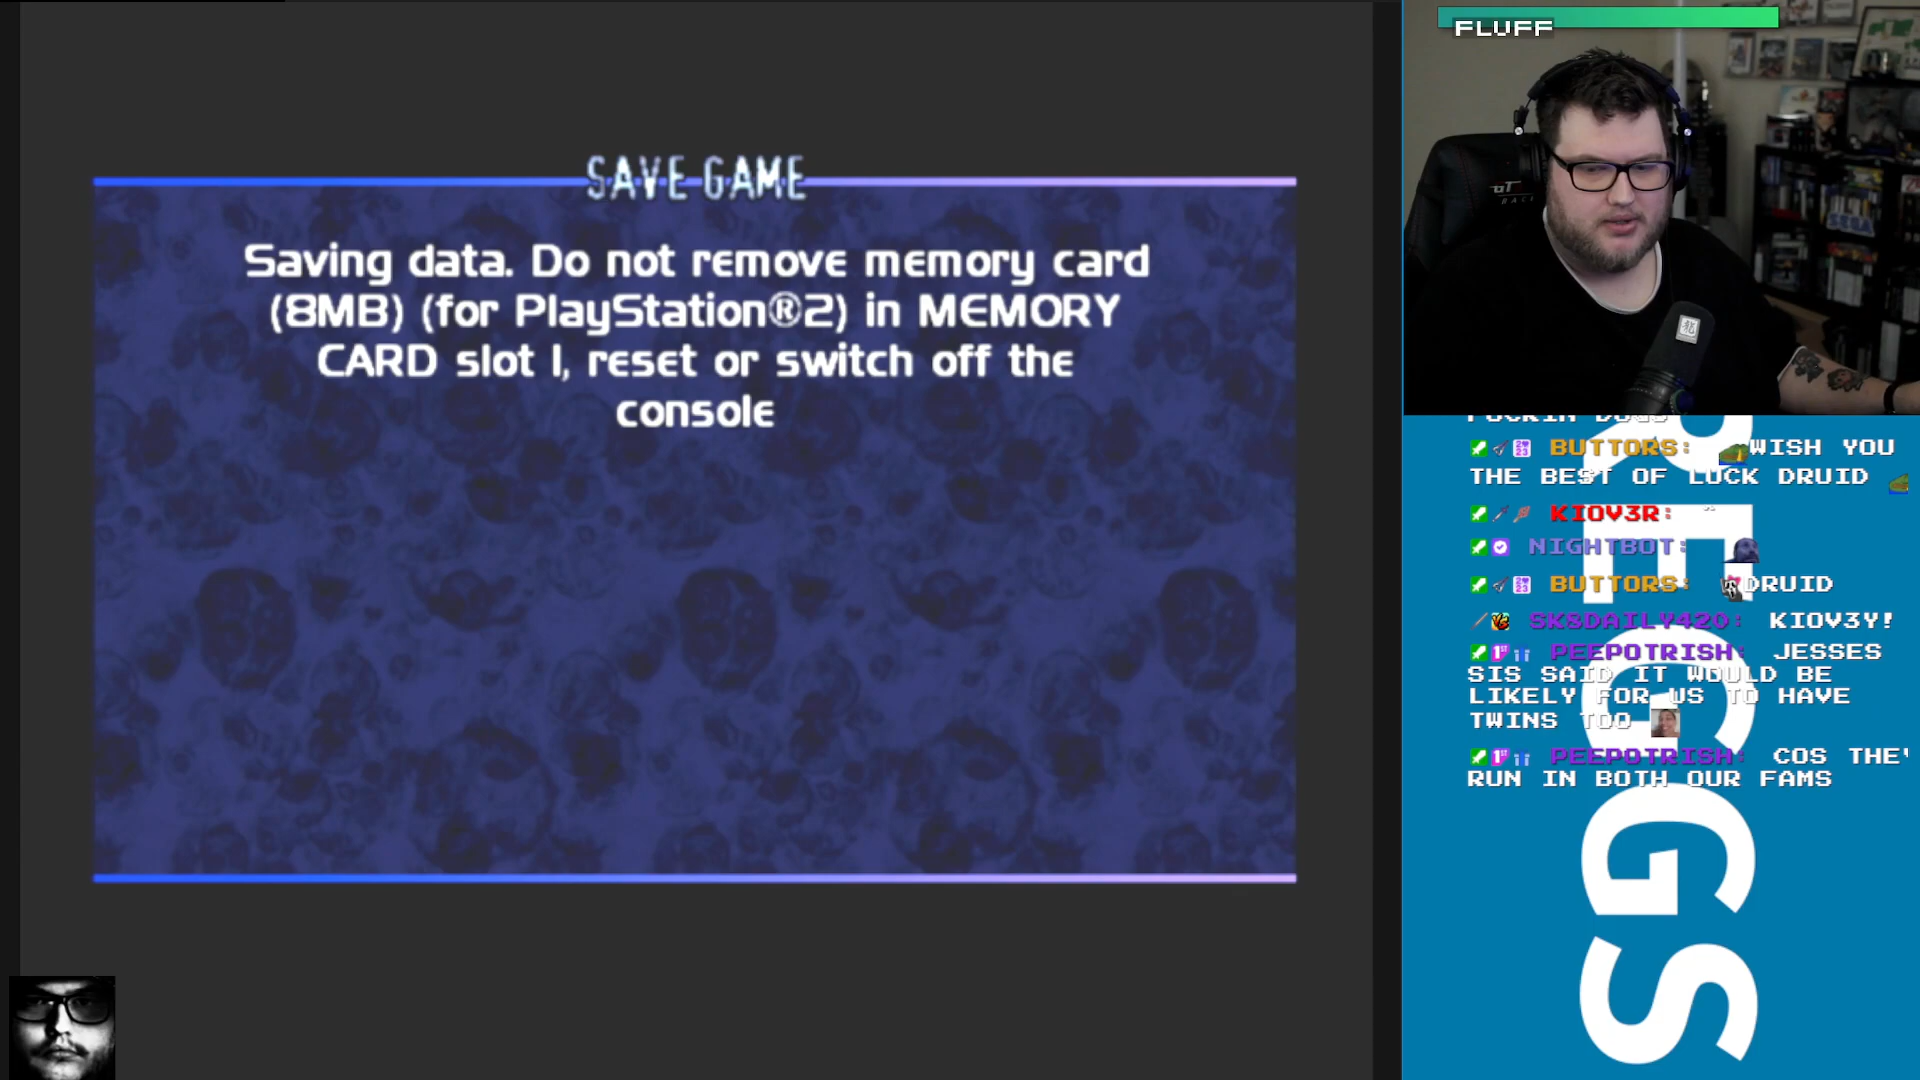 SAVE GAME
Saving data. Do not remove memory card
(8MB) (for PlayStation®2) in MEMORY
CARD slot 1, reset or switch off the
console
FLUFF
SEGA
BUTTORS: WISH YOU
THE BEST OF LUCK DRUID
KIOV3R:
NIGHTBOT:
BUTTORS: DRUID
SK8DAILY420: KIOV3Y!
PEEPOTRISH: JESSES
SIS SAID IT WOULD BE
LIKELY FOR US TO HAVE
TWINS TOO
PEEPOTRISH: COS THEY
RUN IN BOTH OUR FAMS
GS